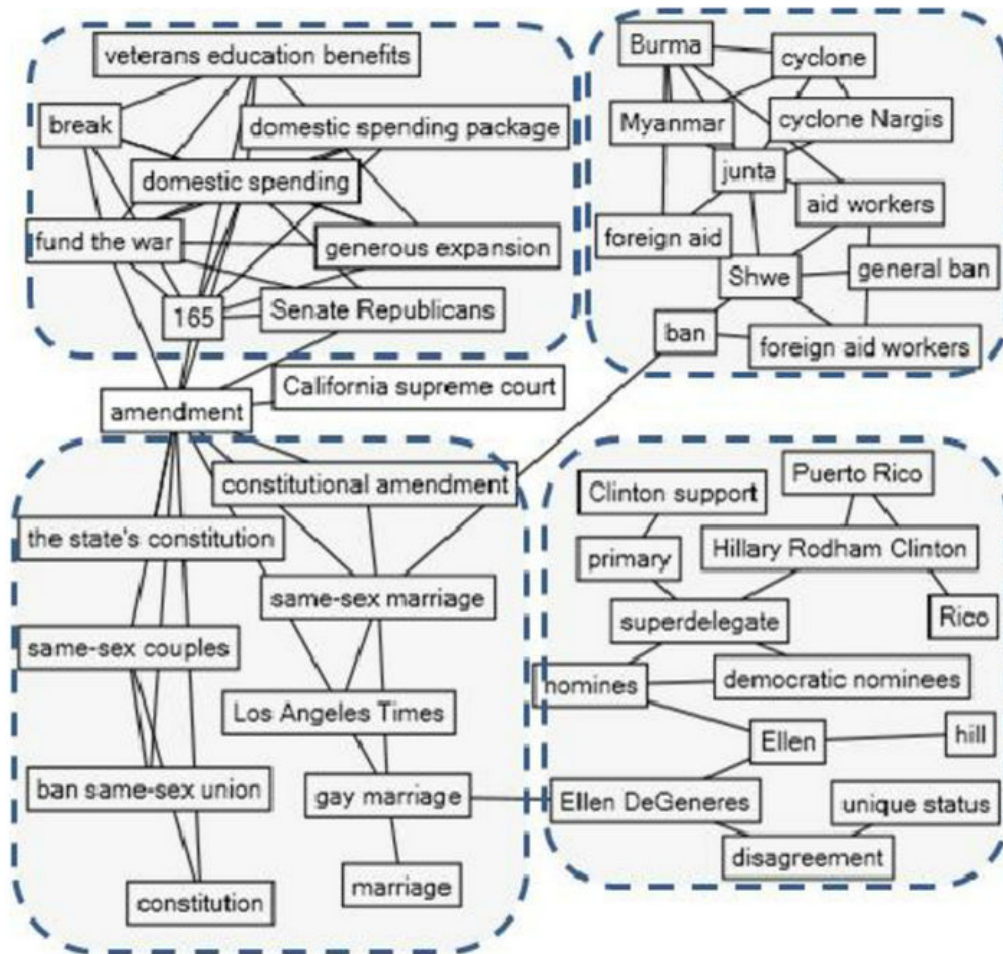 veterans education benefits
break
domestic spending package
domestic spending
fund the war
generous expansion
165
Senate Republicans
California supreme court
amendment
Burma
cyclone
Myanmar
cyclone Nargis
junta
aid workers
foreign aid
Shwe
general ban
ban
foreign aid workers
constitutional amendment
the state's constitution
same-sex marriage
same-sex couples
Los Angeles Times
ban same-sex union
gay marriage
marriage
constitution
Puerto Rico
Clinton support
primary
Hillary Rodham Clinton
Rico
superdelegate
nomines
democratic nominees
Ellen
hill
Ellen DeGeneres
unique status
disagreement